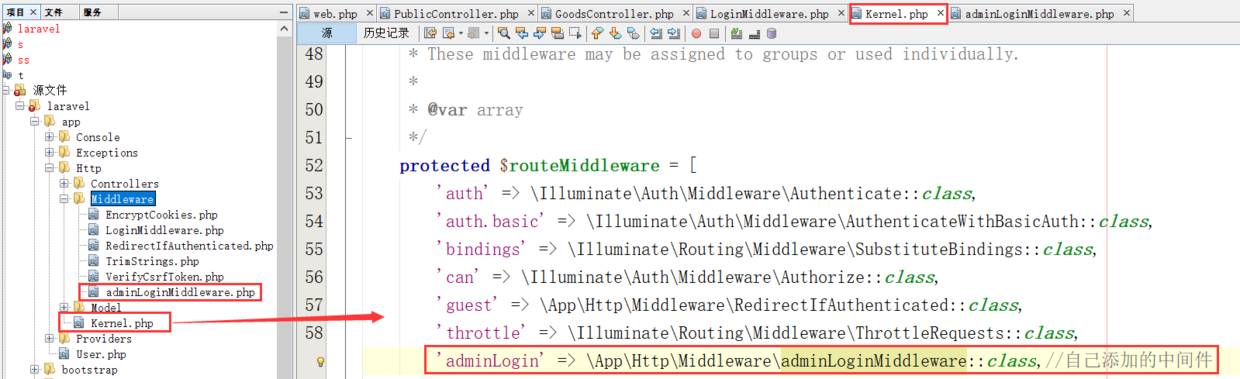 项目 × 文件 服务
laravel
s
ss
t
源文件
laravel
app
Console
Exceptions
Http
Controllers
Middleware
EncryptCookies.php
LoginMiddleware.php
RedirectIfAuthenticated.php
TrimStrings.php
VerifyCsrfToken.php
adminLoginMiddleware.php
Model
Kernel.php
Providers
User.php
bootstrap
web.php × PublicController.php × GoodsController.php × LoginMiddleware.php × Kernel.php × adminLoginMiddleware.php ×
源 历史记录
48 * These middleware may be assigned to groups or used individually.
49 *
50 * @var array
51 */
52 protected $routeMiddleware = [
53 'auth' => \Illuminate\Auth\Middleware\Authenticate::class,
54 'auth.basic' => \Illuminate\Auth\Middleware\AuthenticateWithBasicAuth::class,
55 'bindings' => \Illuminate\Routing\Middleware\SubstituteBindings::class,
56 'can' => \Illuminate\Auth\Middleware\Authorize::class,
57 'guest' => \App\Http\Middleware\RedirectIfAuthenticated::class,
58 'throttle' => \Illuminate\Routing\Middleware\ThrottleRequests::class,
'adminLogin' => \App\Http\Middleware\adminLoginMiddleware::class,//自己添加的中间件